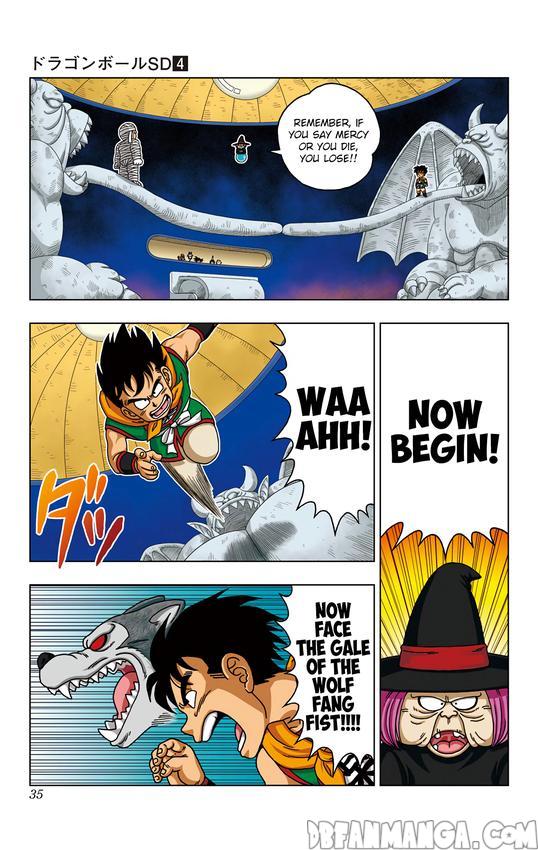 ドラゴンボールSD4
REMEMBER, IF
YOU SAY MERCY
OR YOU DIE,
YOU LOSE!!
NOW
BEGIN!
WAA
AHH!
ダッ
NOW
FACE
THE GALE
OF THE
WOLF
FANG
FIST!!!!
35
DBFANMANGA.COM